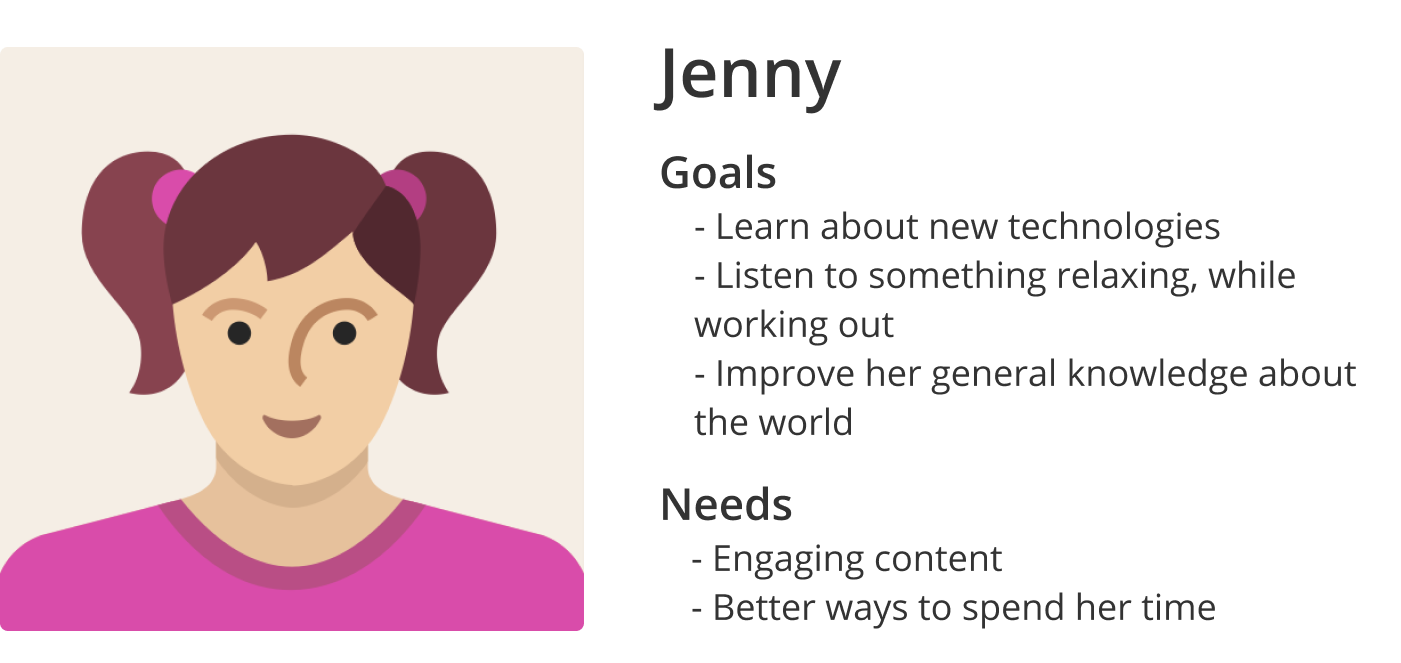 Jenny
Goals
- Learn about new technologies
- Listen to something relaxing, while
working out
- Improve her general knowledge about
the world
Needs
- Engaging content
- Better ways to spend her time